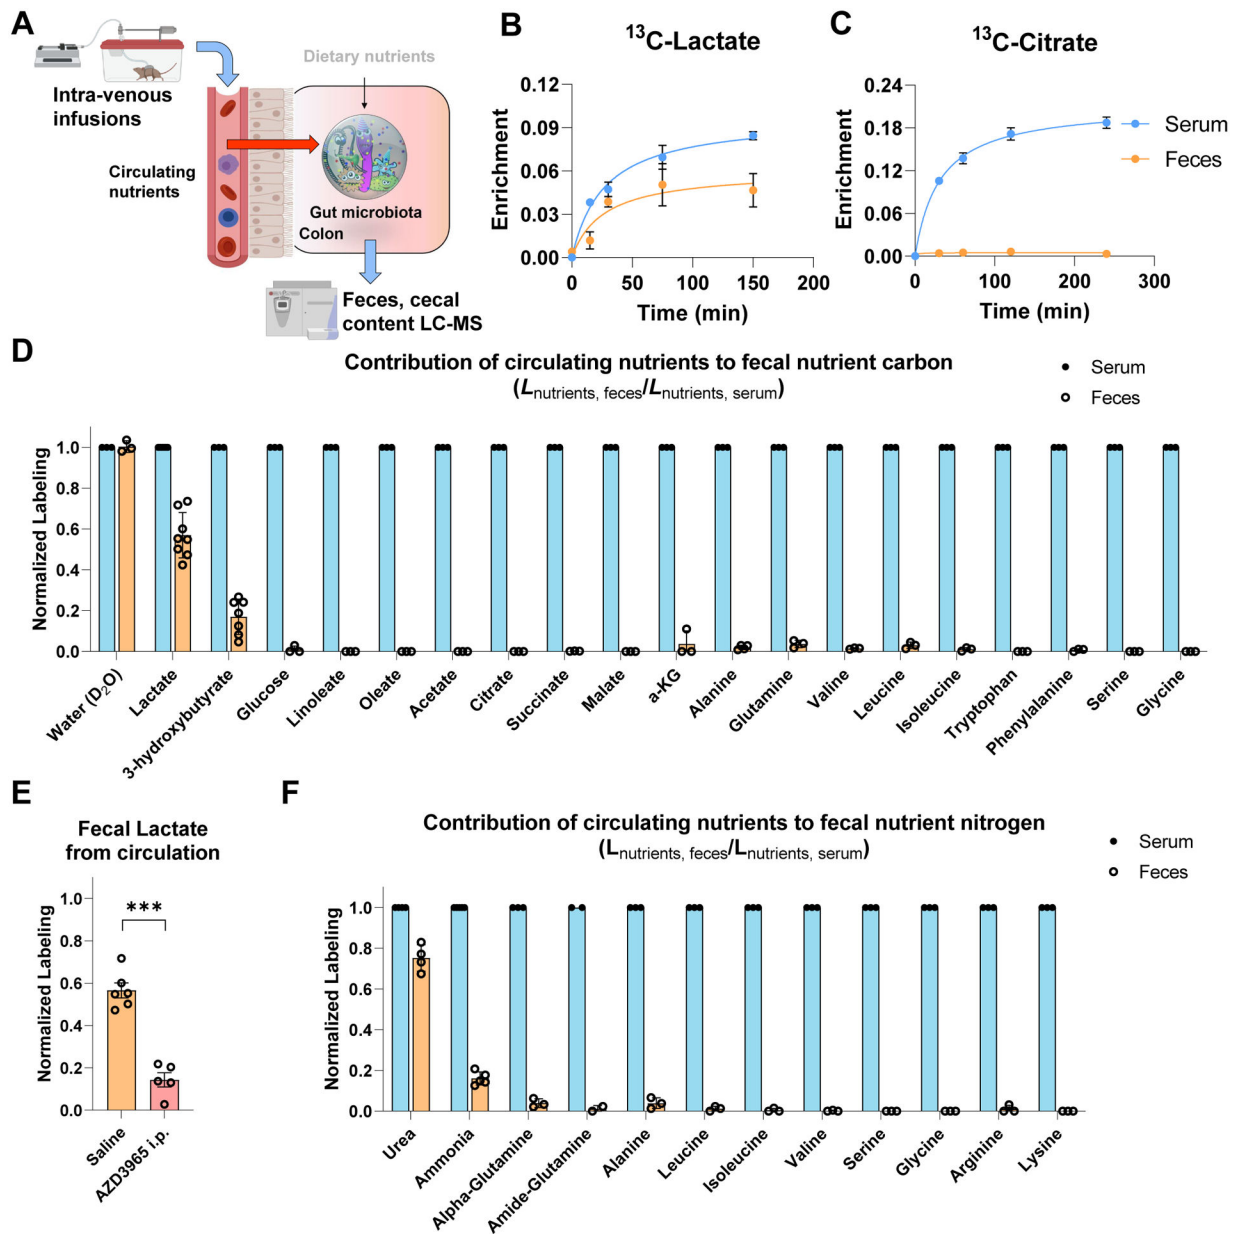 A
Intra-venous
infusions
Dietary nutrients
Circulating
nutrients
Gut microbiota
Colon
Feces, cecal
content LC-MS
B
13C-Lactate
Enrichment
0.12
0.09
0.06
0.03
0.00
0
50
100
150
200
Time (min)
C
13C-Citrate
Enrichment
0.24
0.18
0.12
0.06
0.00
0
100
200
300
Time (min)
Serum
Feces
D
Contribution of circulating nutrients to fecal nutrient carbon
(Lnutrients, feces/Lnutrients, serum)
Serum
Feces
Normalized Labeling
1.0
0.8
0.6
0.4
0.2
0.0
Water (D2O)
Lactate
3-hydroxybutyrate
Glucose
Linoleate
Oleate
Acetate
Citrate
Succinate
Malate
a-KG
Alanine
Glutamine
Valine
Leucine
Isoleucine
Tryptophan
Phenylalanine
Serine
Glycine
E
Fecal Lactate
from circulation
Normalized Labeling
1.0
0.8
0.6
0.4
0.2
0.0
***
Saline
AZD3965 i.p.
F
Contribution of circulating nutrients to fecal nutrient nitrogen
(Lnutrients, feces/Lnutrients, serum)
Serum
Feces
Normalized Labeling
1.0
0.8
0.6
0.4
0.2
0.0
Urea
Ammonia
Alpha-Glutamine
Amide-Glutamine
Alanine
Leucine
Isoleucine
Valine
Serine
Glycine
Arginine
Lysine